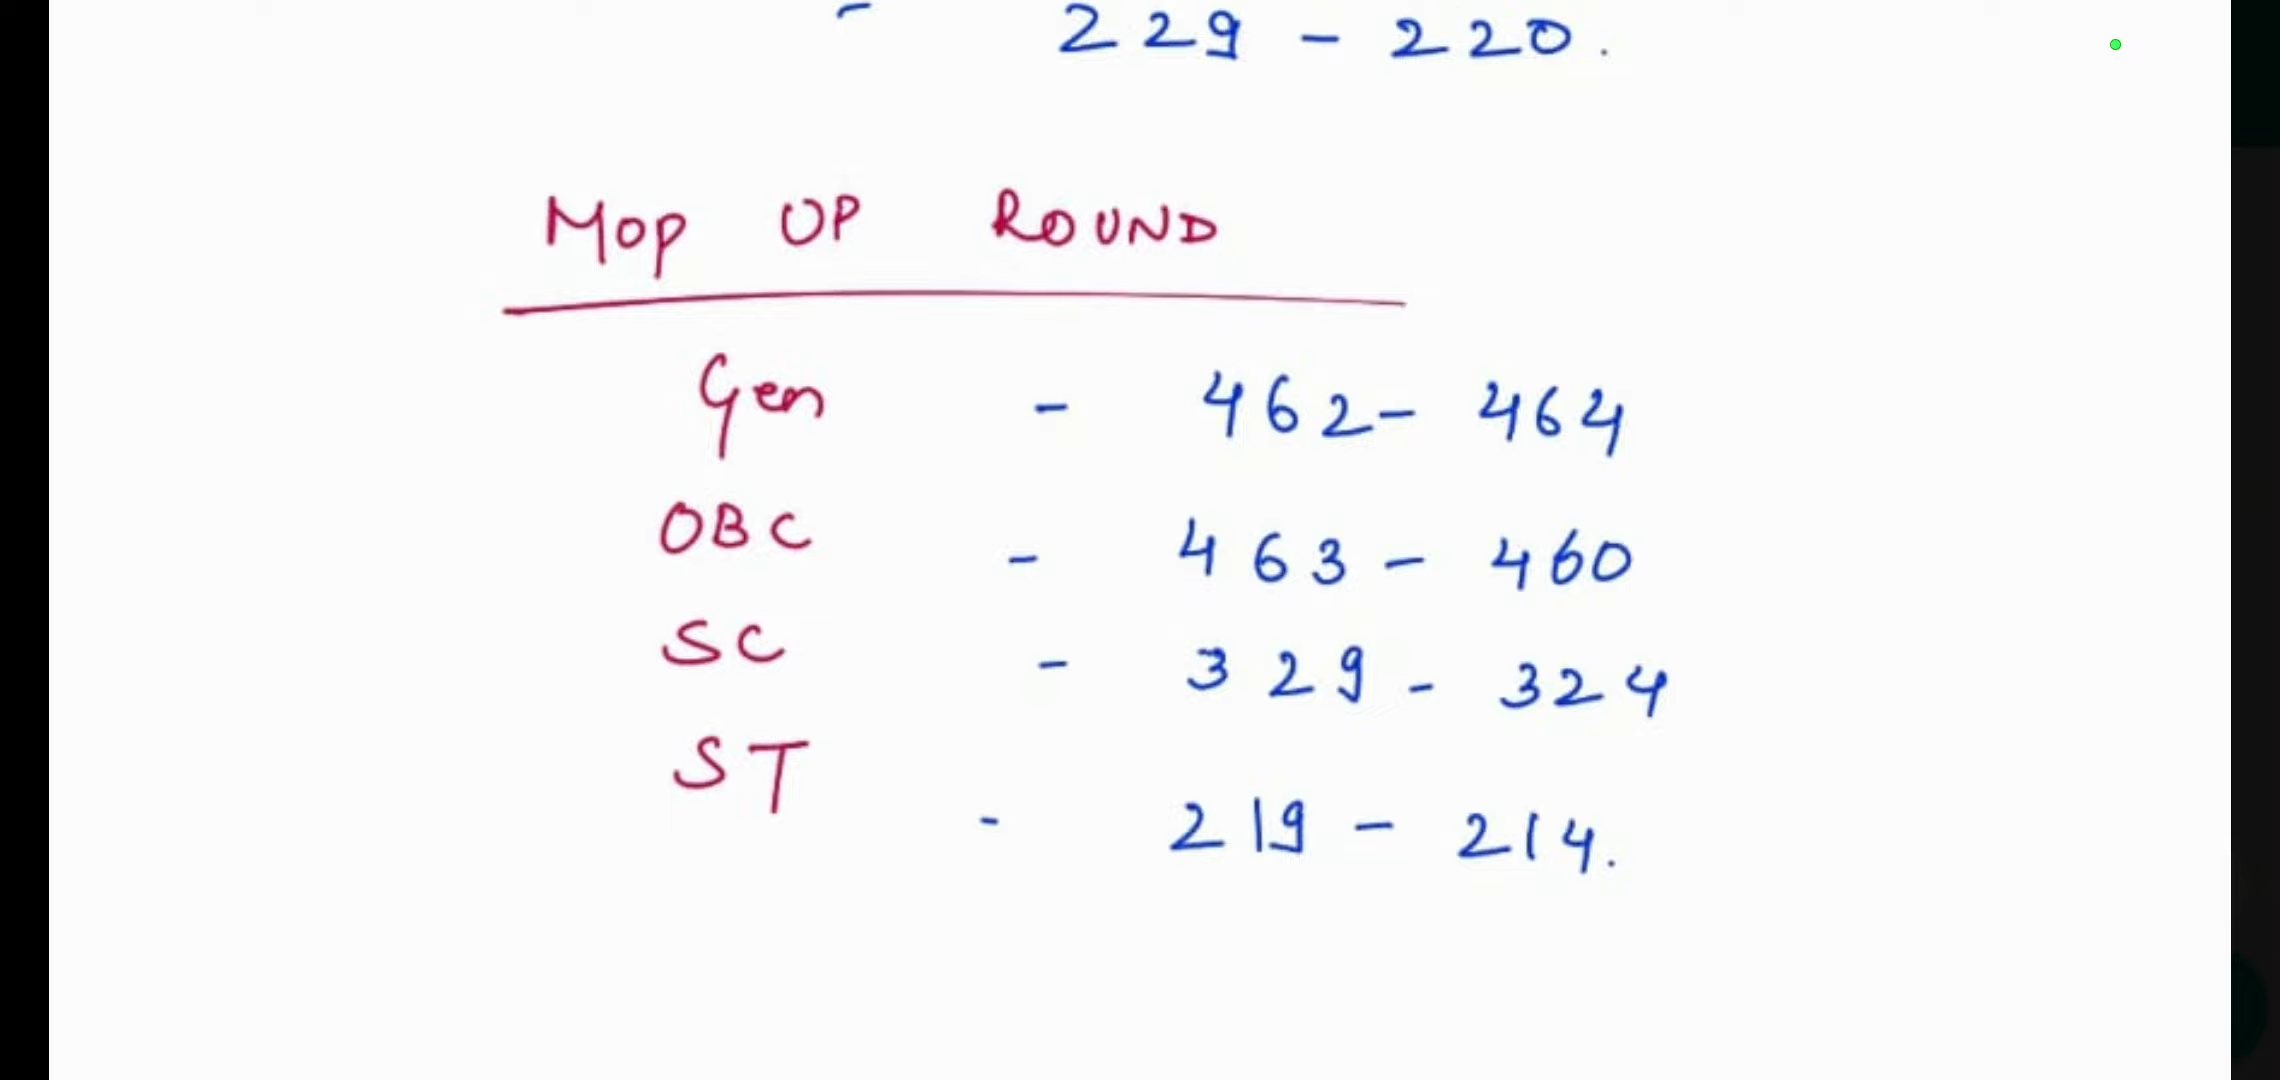 - 229 - 220.
MOP UP ROUND
Gen - 462 - 464
OBC - 463 - 460
SC - 329 - 324
ST - 219 - 214.